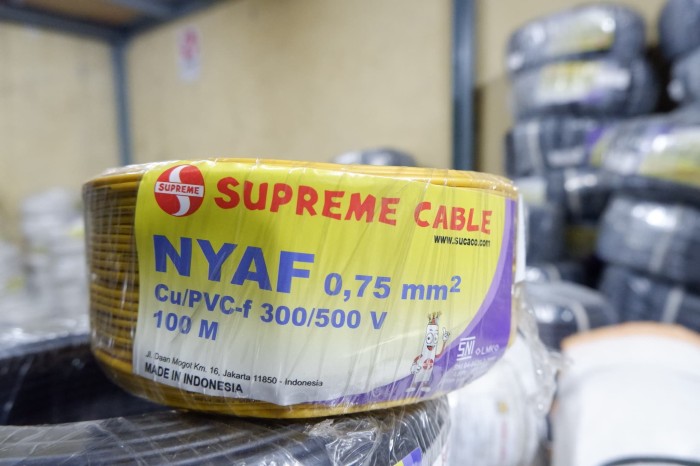 SUPREME
SUPREME CABLE
www.sucaco.com
NYAF 0,75 mm²
Cu/PVC-f 300/500 V
100 M
Jl. Daan Mogot Km. 16, Jakarta 11850 - Indonesia
MADE IN INDONESIA
SNI
LMK